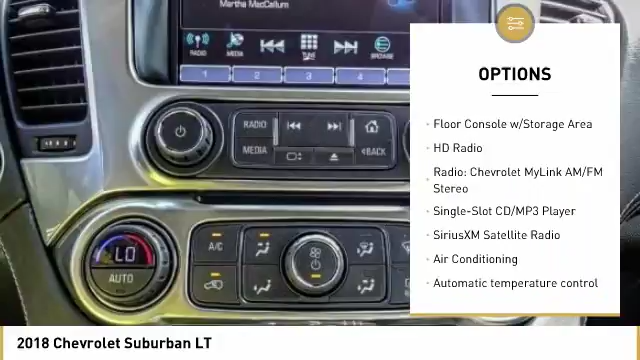 Martha MacCallum
RADIO
MEDIA
TUNE
BROWSE
1
2
3
4
RADIO
MEDIA
<BACK
LO
AUTO
A/C
OPTIONS
Floor Console w/Storage Area
HD Radio
Radio: Chevrolet MyLink AM/FM
Stereo
Single-Slot CD/MP3 Player
SiriusXM Satellite Radio
Air Conditioning
Automatic temperature control
2018 Chevrolet Suburban LT